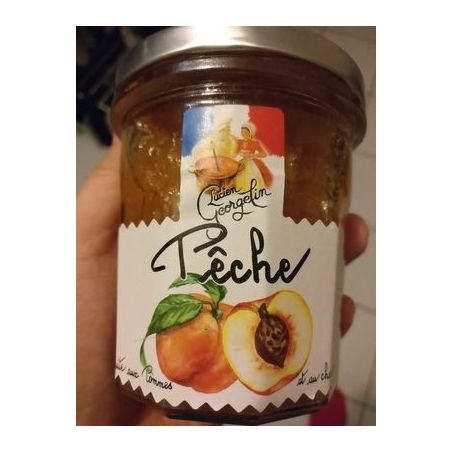 Lucien
Georgelin
Pêche
aux Pommes
et au